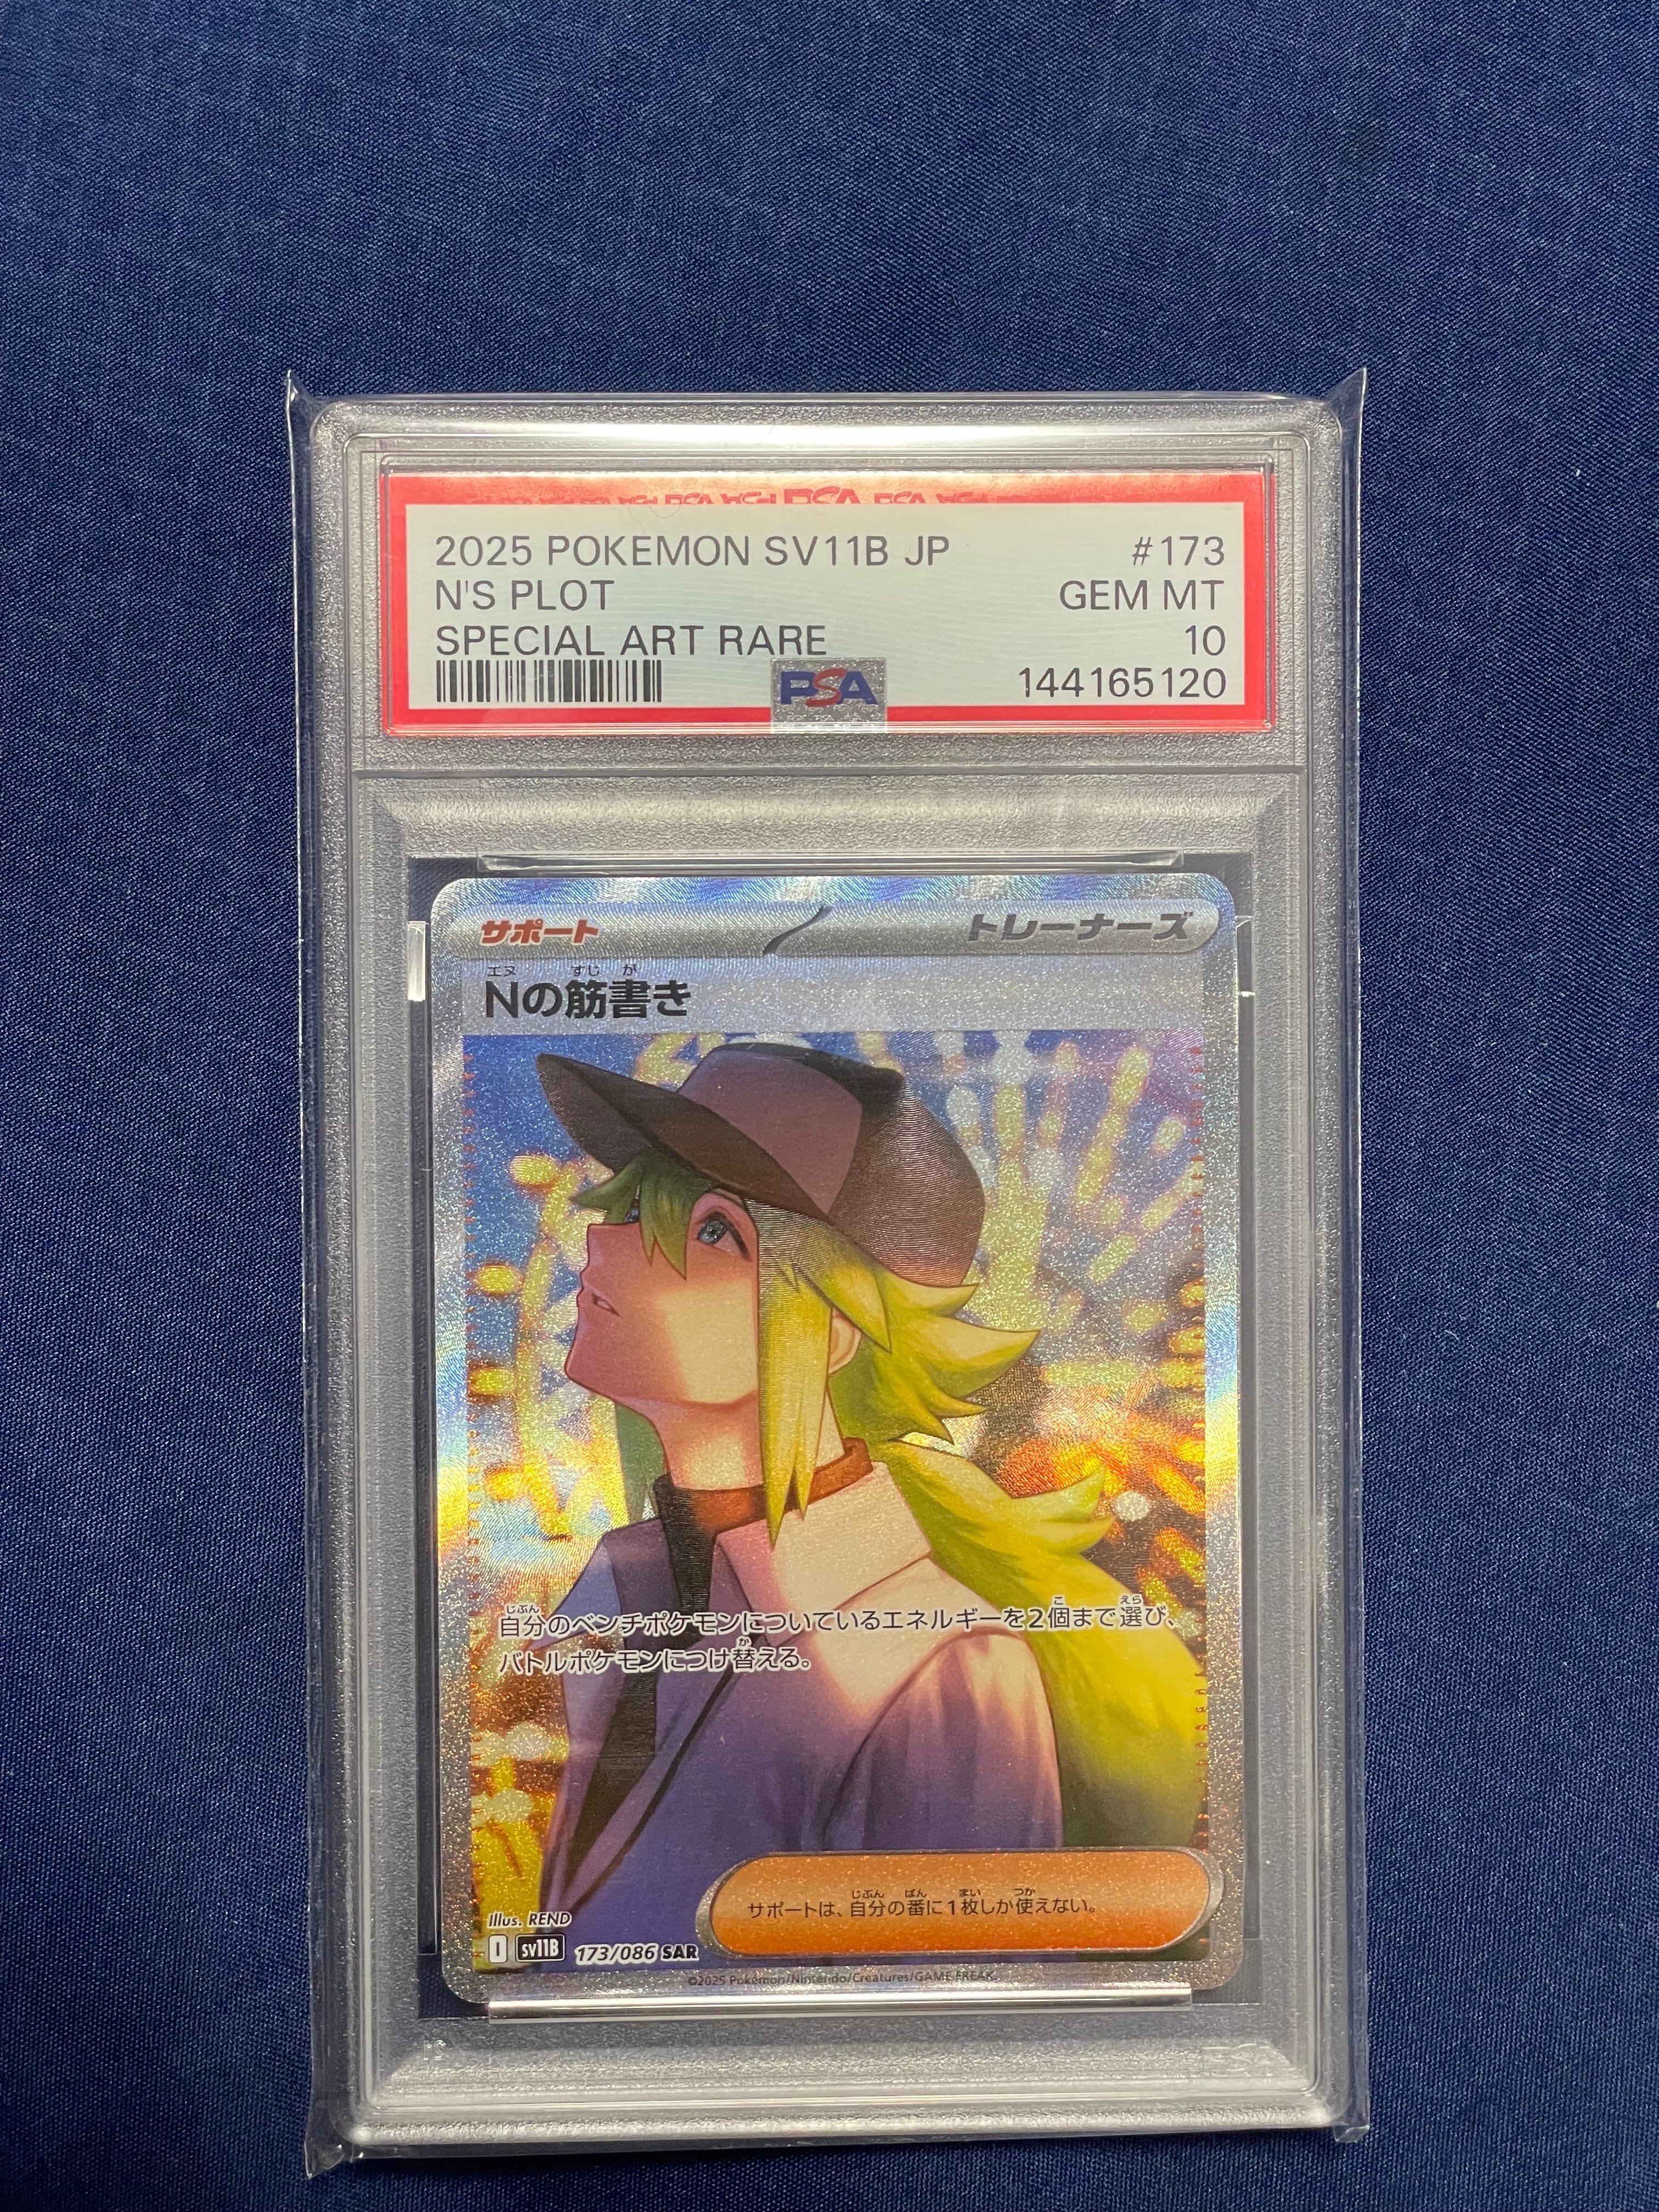 2025 POKEMON SV11B JP #173
N'S PLOT GEM MT
SPECIAL ART RARE 10
PSA 144165120
サポート トレーナーズ
エヌ すじ が
Nの筋書き
じぶん こ えら
自分のベンチポケモンについているエネルギーを2個まで選び、
か
バトルポケモンにつけ替える。
じぶん ばん まい つか
サポートは、自分の番に1枚しか使えない。
Illus. REND
I sv11B 173/086 SAR
©2025 Pokémon/Nintendo/Creatures/GAME FREAK.